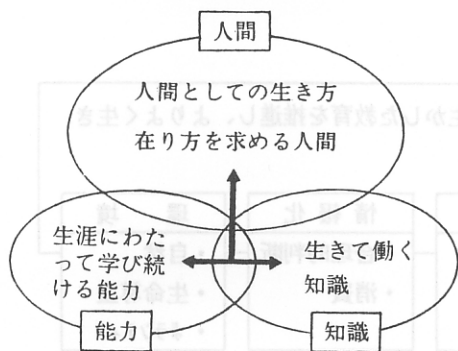 人間
人間としての生き方
在り方を求める人間
生涯にわた
って学び続
ける能力
能力
生きて働く
知識
知識